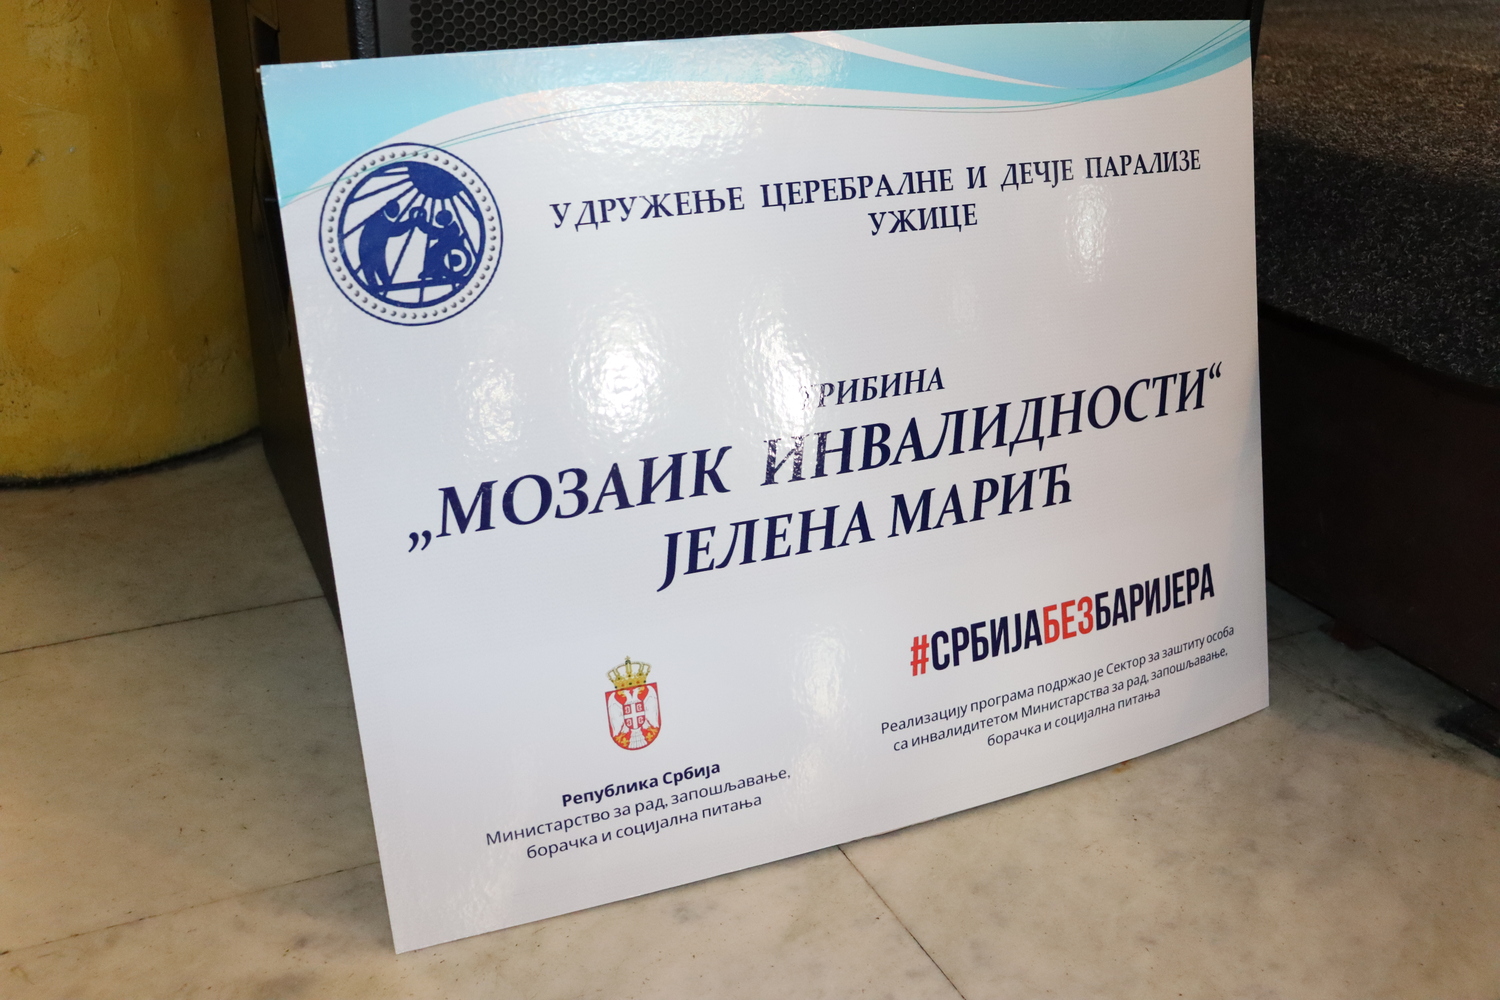 УДРУЖЕЊЕ ЦЕРЕБРАЛНЕ И ДЕЧЈЕ ПАРАЛИЗЕ
УЖИЦЕ
ТРИБИНА
„МОЗАИК ИНВАЛИДНОСТИ“
ЈЕЛЕНА МАРИЋ
#СРБИЈАБЕЗБАРИЈЕРА
Реализацију програма подржао је Сектор за заштиту особа
са инвалидитетом Министарства за рад, запошљавање,
борачка и социјална питања
Република Србија
Министарство за рад, запошљавање,
борачка и социјална питања